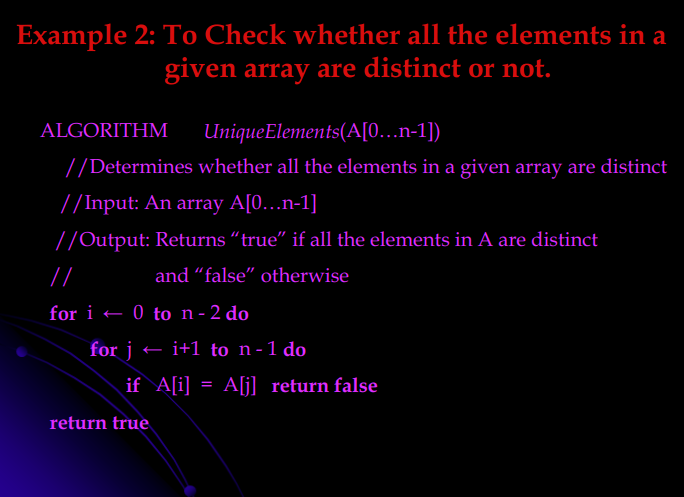 Example 2: To Check whether all the elements in a
given array are distinct or not.
ALGORITHM UniqueElements(A[0…n-1])
//Determines whether all the elements in a given array are distinct
//Input: An array A[0…n-1]
//Output: Returns “true” if all the elements in A are distinct
// and “false” otherwise
for i ← 0 to n - 2 do
for j ← i+1 to n - 1 do
if A[i] = A[j] return false
return true